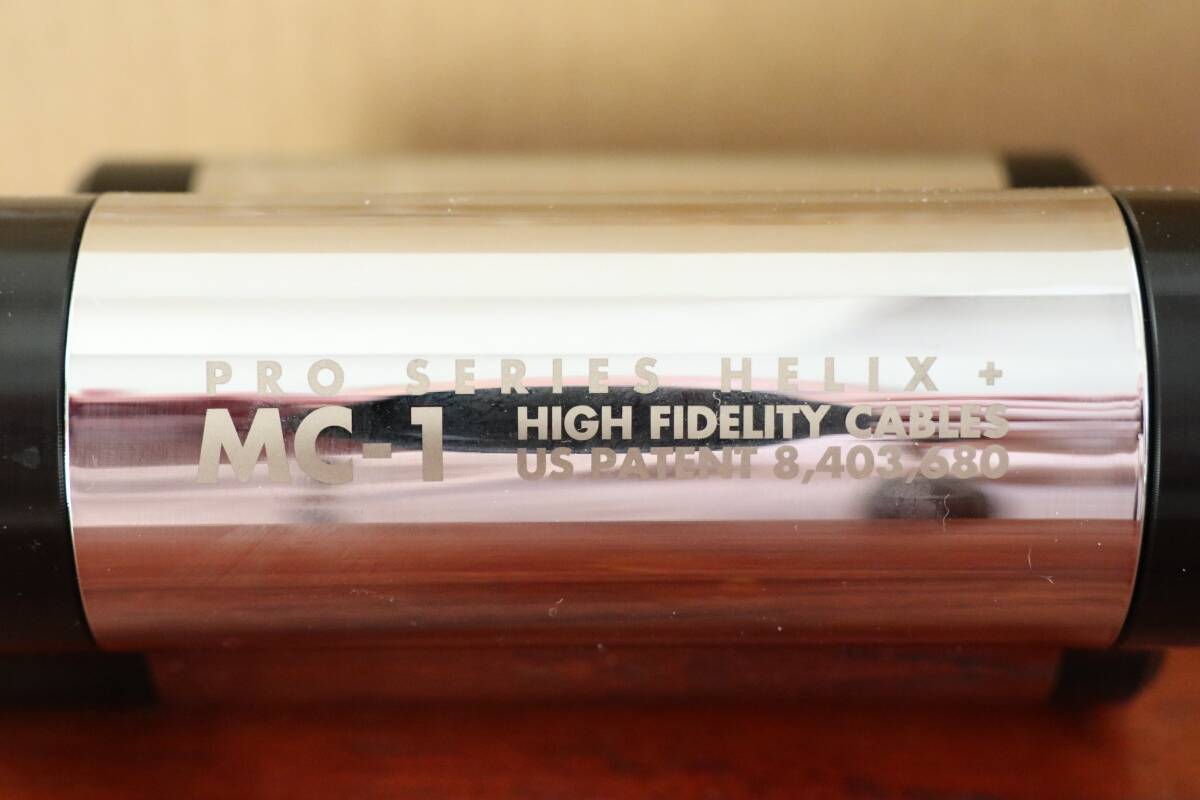 PRO SERIES HELIX +
MC-1
HIGH FIDELITY CABLES
US PATENT 8,403,680